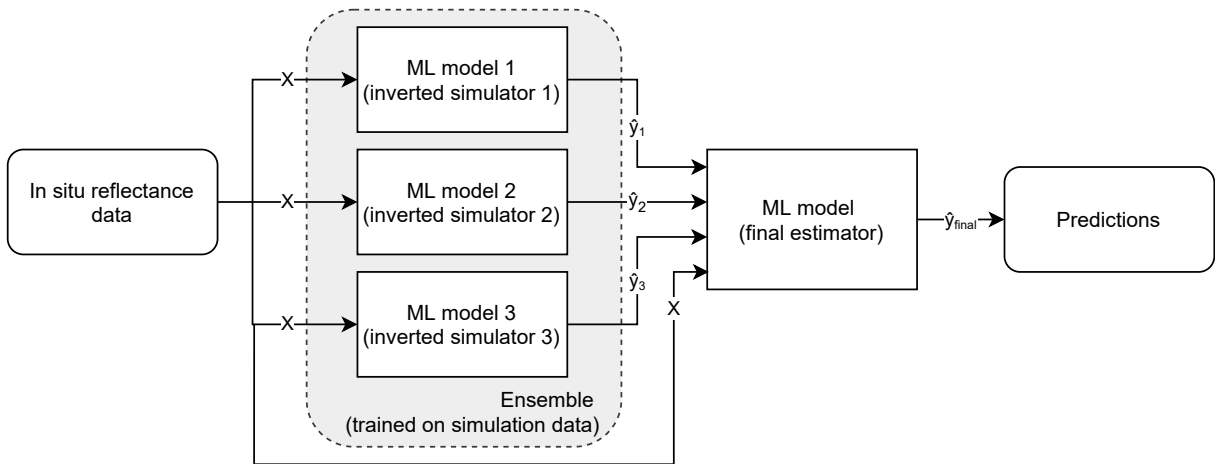 In situ reflectance
data
X
X
X
ML model 1
(inverted simulator 1)
ML model 2
(inverted simulator 2)
ML model 3
(inverted simulator 3)
Ensemble
(trained on simulation data)
ŷ1
ŷ2
ŷ3
X
ML model
(final estimator)
ŷfinal
Predictions